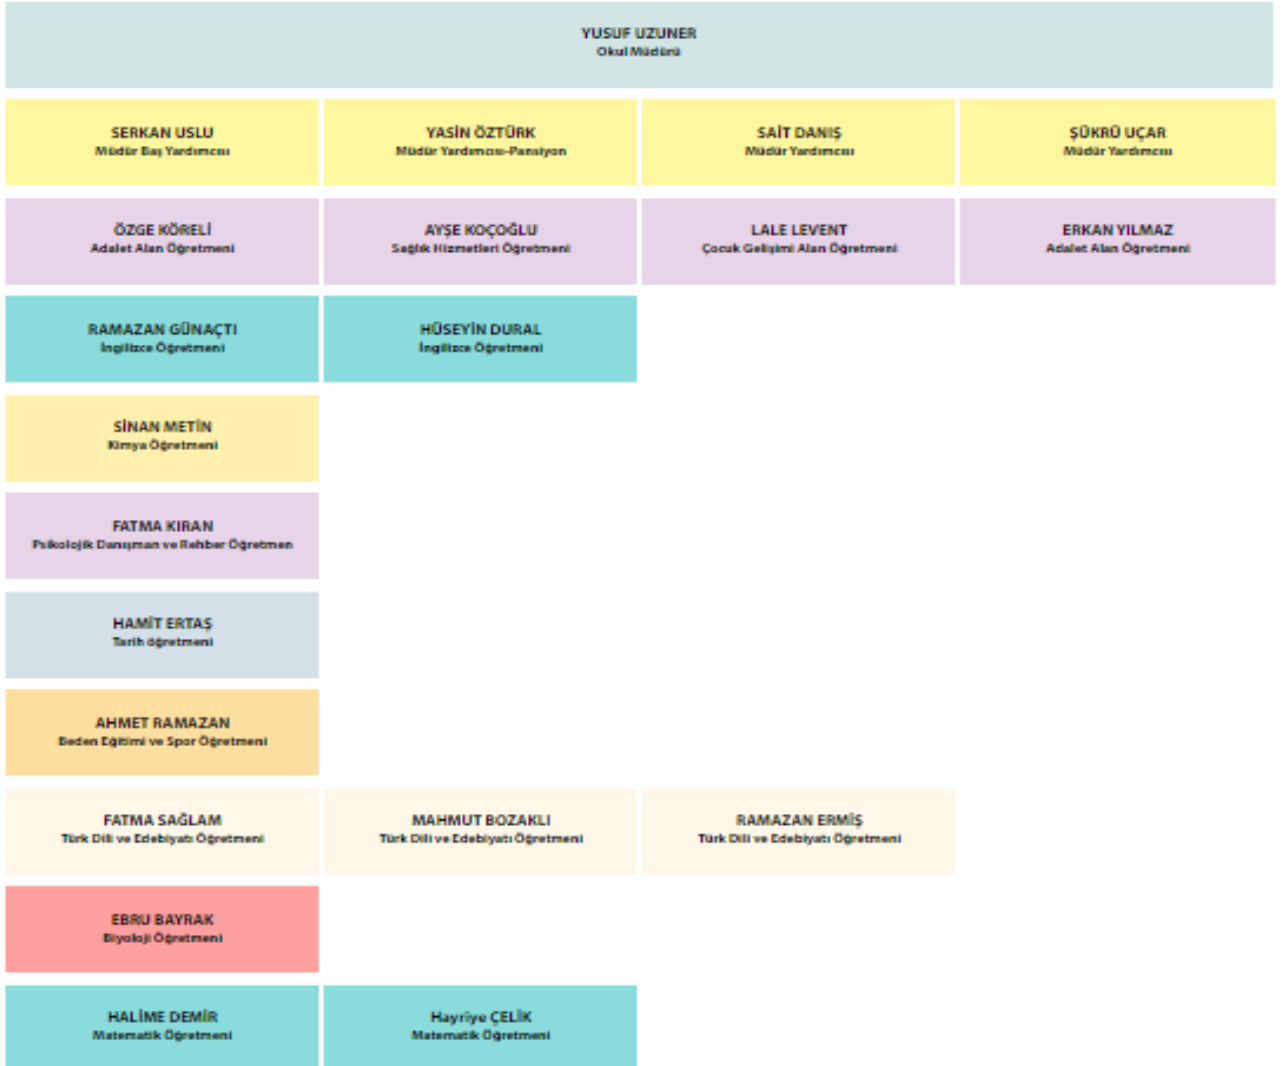 YUSUF UZUNER
Okul Müdürü
SERKAN USLU
Müdür Baş Yardımcısı
YASİN ÖZTÜRK
Müdür Yardımcısı-Pansiyon
SAİT DANIŞ
Müdür Yardımcısı
ŞÜKRÜ UÇAR
Müdür Yardımcısı
ÖZGE KÖRELİ
Adalet Alan Öğretmeni
AYŞE KOÇOĞLU
Sağlık Hizmetleri Öğretmeni
LALE LEVENT
Çocuk Gelişimi Alan Öğretmeni
ERKAN YILMAZ
Adalet Alan Öğretmeni
RAMAZAN GÜNAÇTI
İngilizce Öğretmeni
HÜSEYİN DURAL
İngilizce Öğretmeni
SİNAN METİN
Kimya Öğretmeni
FATMA KIRAN
Psikolojik Danışman ve Rehber Öğretmen
HAMİT ERTAŞ
Tarih öğretmeni
AHMET RAMAZAN
Beden Eğitimi ve Spor Öğretmeni
FATMA SAĞLAM
Türk Dili ve Edebiyatı Öğretmeni
MAHMUT BOZAKLI
Türk Dili ve Edebiyatı Öğretmeni
RAMAZAN ERMİŞ
Türk Dili ve Edebiyatı Öğretmeni
EBRU BAYRAK
Biyoloji Öğretmeni
HALİME DEMİR
Matematik Öğretmeni
Hayriye ÇELİK
Matematik Öğretmeni